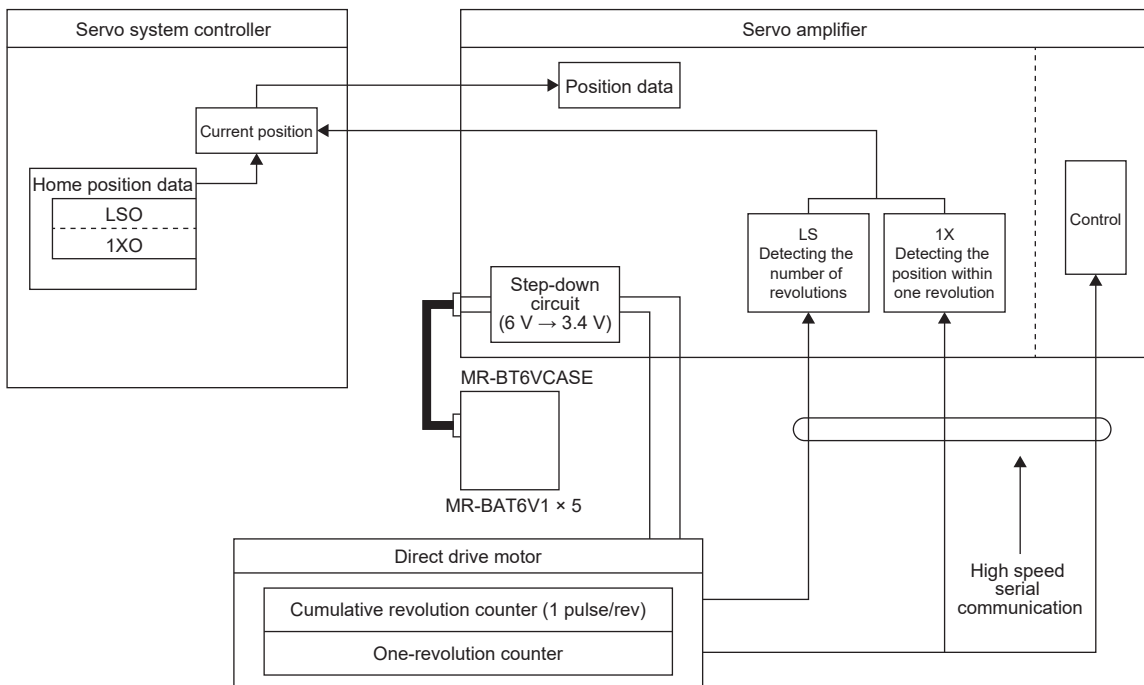 Servo system controller
Servo amplifier
Position data
Current position
Home position data
LSO
1XO
LS
Detecting the
number of
revolutions
1X
Detecting the
position within
one revolution
Control
Step-down
circuit
(6 V → 3.4 V)
MR-BT6VCASE
MR-BAT6V1 × 5
Direct drive motor
Cumulative revolution counter (1 pulse/rev)
One-revolution counter
High speed
serial
communication